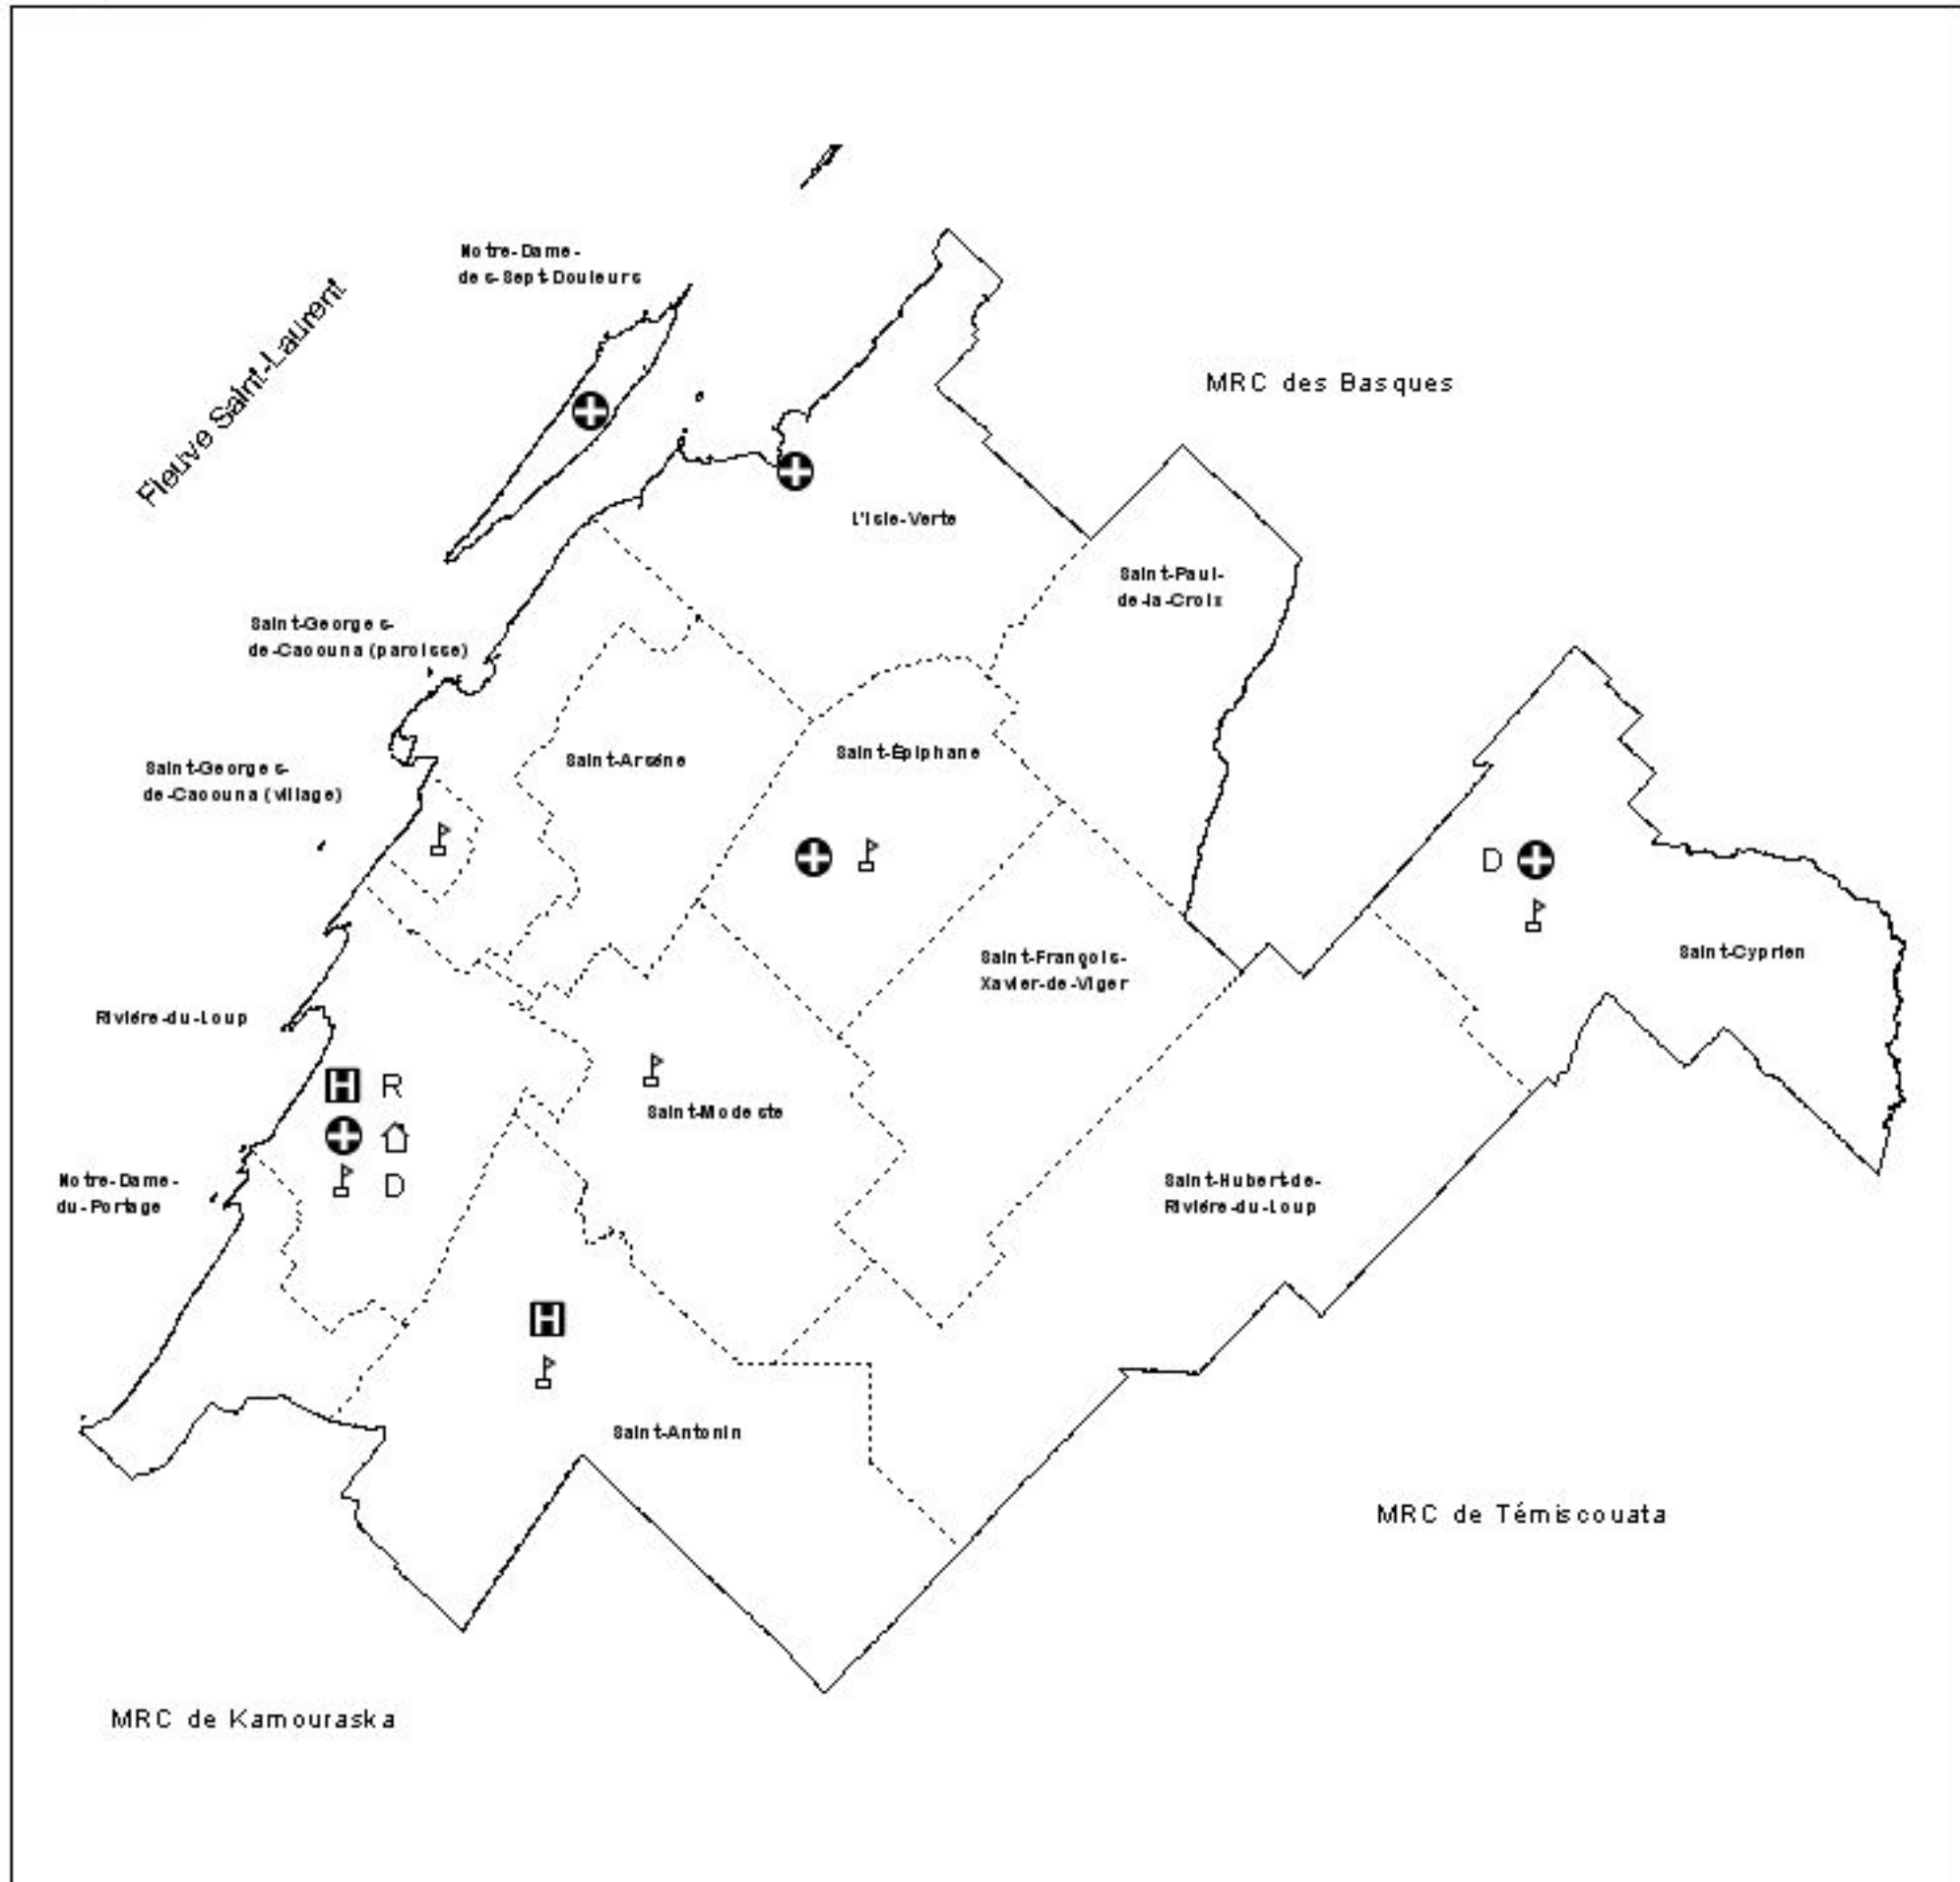 Notre-Dame-
des-Sept-Douleurs
Fleuve Saint-Laurent
MRC des Basques
L'Isle-Verte
Saint-Paul-
de-la-Croix
Saint-Georges-
de-Cacouna (paroisse)
Saint-Arsène
Saint-Épiphane
Saint-Georges-
de-Cacouna (village)
D
Saint-François-
Xavier-de-Viger
Saint-Cyprien
Rivière-du-Loup
H R
Saint-Modeste
D
Notre-Dame-
du-Portage
Saint-Hubert-de-
Rivière-du-Loup
H
Saint-Antonin
MRC de Témiscouata
MRC de Kamouraska